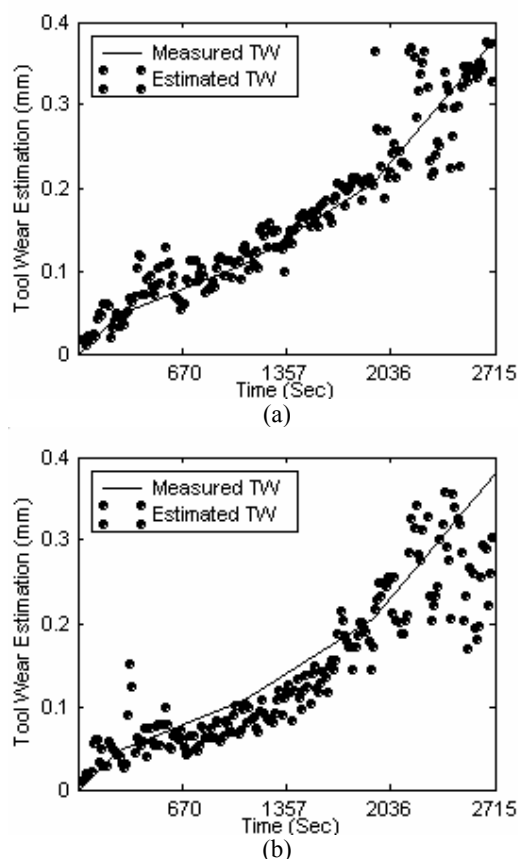 0.4
Measured TW
Estimated TW
0.3
Tool Wear Estimation (mm)
0.2
0.1
0
670 1357 2036 2715
Time (Sec)
(a)
0.4
Measured TW
Estimated TW
0.3
Tool Wear Estimation (mm)
0.2
0.1
0
670 1357 2036 2715
Time (Sec)
(b)